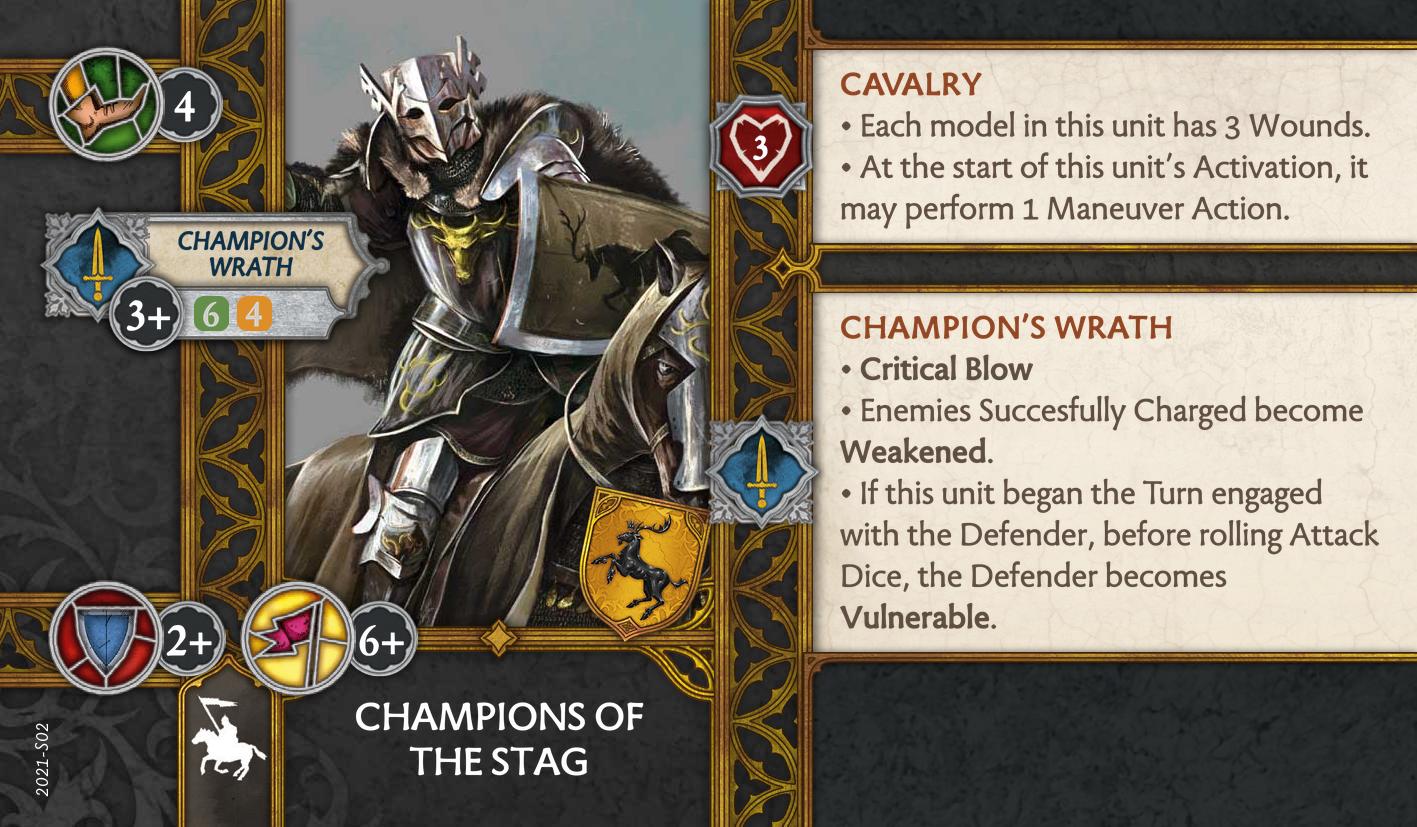 4
CHAMPION'S
WRATH
3+ 6 4
2+ 6+
CHAMPIONS OF
THE STAG
2021-S02
3
CAVALRY
• Each model in this unit has 3 Wounds.
• At the start of this unit's Activation, it
may perform 1 Maneuver Action.
CHAMPION'S WRATH
• Critical Blow
• Enemies Succesfully Charged become
Weakened.
• If this unit began the Turn engaged
with the Defender, before rolling Attack
Dice, the Defender becomes
Vulnerable.